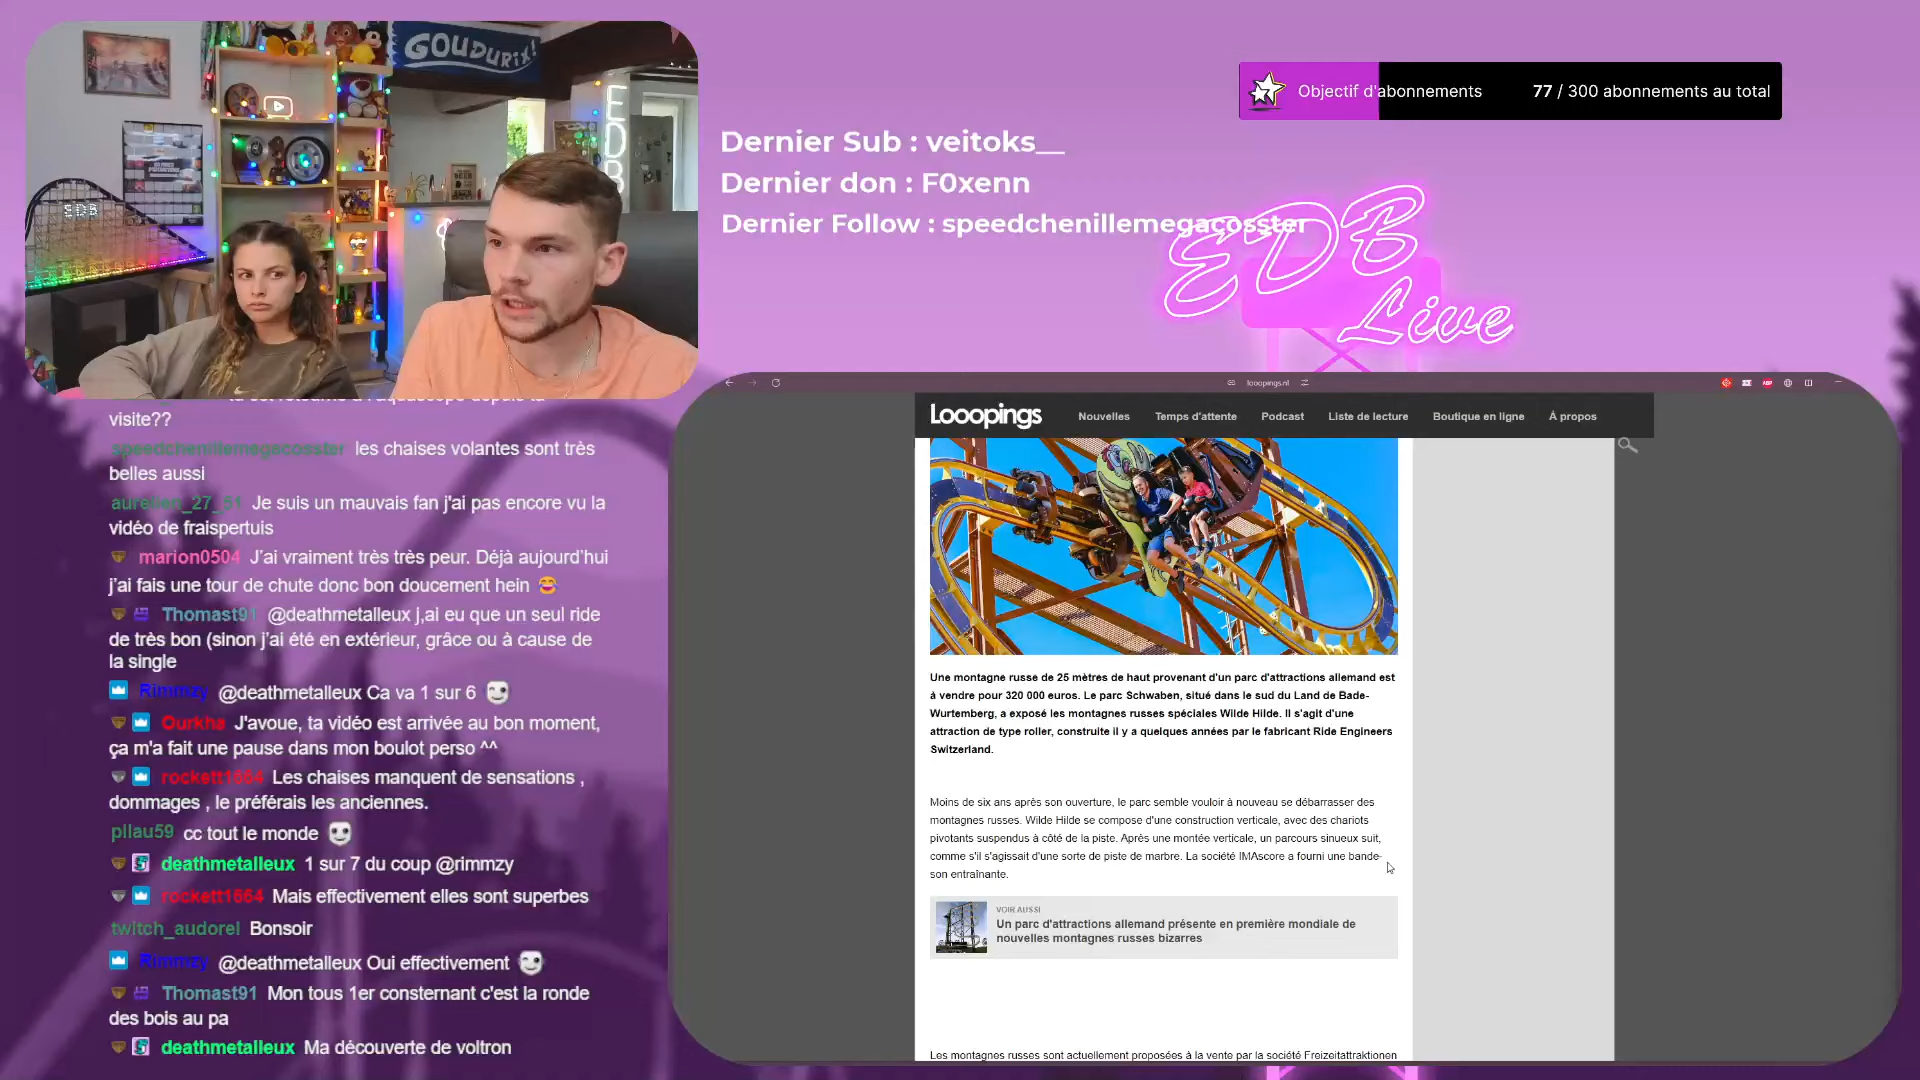 GOUDURIX!
EDB
EDB
Objectif d'abonnements
77 / 300 abonnements au total
Dernier Sub : veitoks__
Dernier don : F0xenn
Dernier Follow : speedchenillemegacosster
EDB
Live
visite??
speedchenillemegacosster les chaises volantes sont très
belles aussi
aurelien_27_51 Je suis un mauvais fan j'ai pas encore vu la
vidéo de fraispertuis
marion0504 J'ai vraiment très très peur. Déjà aujourd'hui
j'ai fais une tour de chute donc bon doucement hein
Thomast91 @deathmetalleux j,ai eu que un seul ride
de très bon (sinon j'ai été en extérieur, grâce ou à cause de
la single
Rimmzy @deathmetalleux Ca va 1 sur 6
Ourkha J'avoue, ta vidéo est arrivée au bon moment,
ça m'a fait une pause dans mon boulot perso ^^
rockett1664 Les chaises manquent de sensations ,
dommages , le préférais les anciennes.
pllau59 cc tout le monde
deathmetalleux 1 sur 7 du coup @rimmzy
rockett1664 Mais effectivement elles sont superbes
twitch_audorel Bonsoir
Rimmzy @deathmetalleux Oui effectivement
Thomast91 Mon tous 1er consternant c'est la ronde
des bois au pa
deathmetalleux Ma découverte de voltron
looopings.nl
Looopings
Nouvelles
Temps d'attente
Podcast
Liste de lecture
Boutique en ligne
Á propos
Une montagne russe de 25 mètres de haut provenant d'un parc d'attractions allemand est
à vendre pour 320 000 euros. Le parc Schwaben, situé dans le sud du Land de Bade-
Wurtemberg, a exposé les montagnes russes spéciales Wilde Hilde. Il s'agit d'une
attraction de type roller, construite il y a quelques années par le fabricant Ride Engineers
Switzerland.
Moins de six ans après son ouverture, le parc semble vouloir à nouveau se débarrasser des
montagnes russes. Wilde Hilde se compose d'une construction verticale, avec des chariots
pivotants suspendus à côté de la piste. Après une montée verticale, un parcours sinueux suit,
comme s'il s'agissait d'une sorte de piste de marbre. La société IMAscore a fourni une bande-
son entraînante.
VOIR AUSSI
Un parc d'attractions allemand présente en première mondiale de
nouvelles montagnes russes bizarres
Les montagnes russes sont actuellement proposées à la vente par la société Freizeitattraktionen